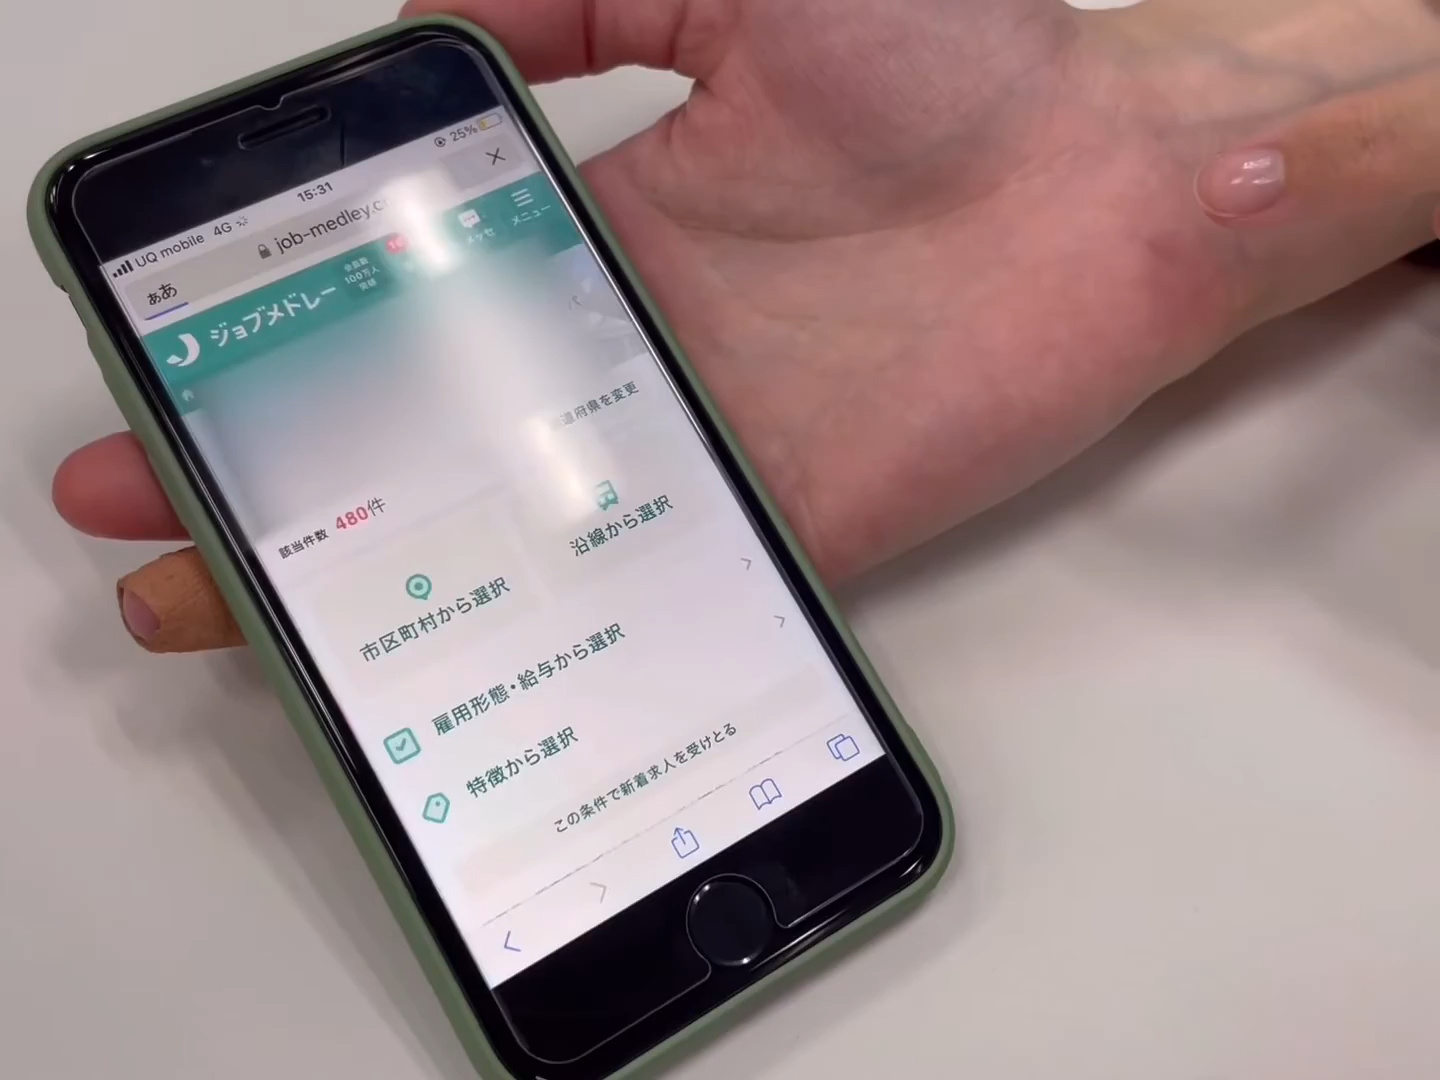 UQ mobile 4G 15:31 25%
ああ job-medley.c
ジョブメドレー 会員数 100万人 突破
メニュー
道府県を変更
該当件数 480件
市区町村から選択
沿線から選択
雇用形態・給与から選択
特徴から選択
この条件で新着求人を受けとる